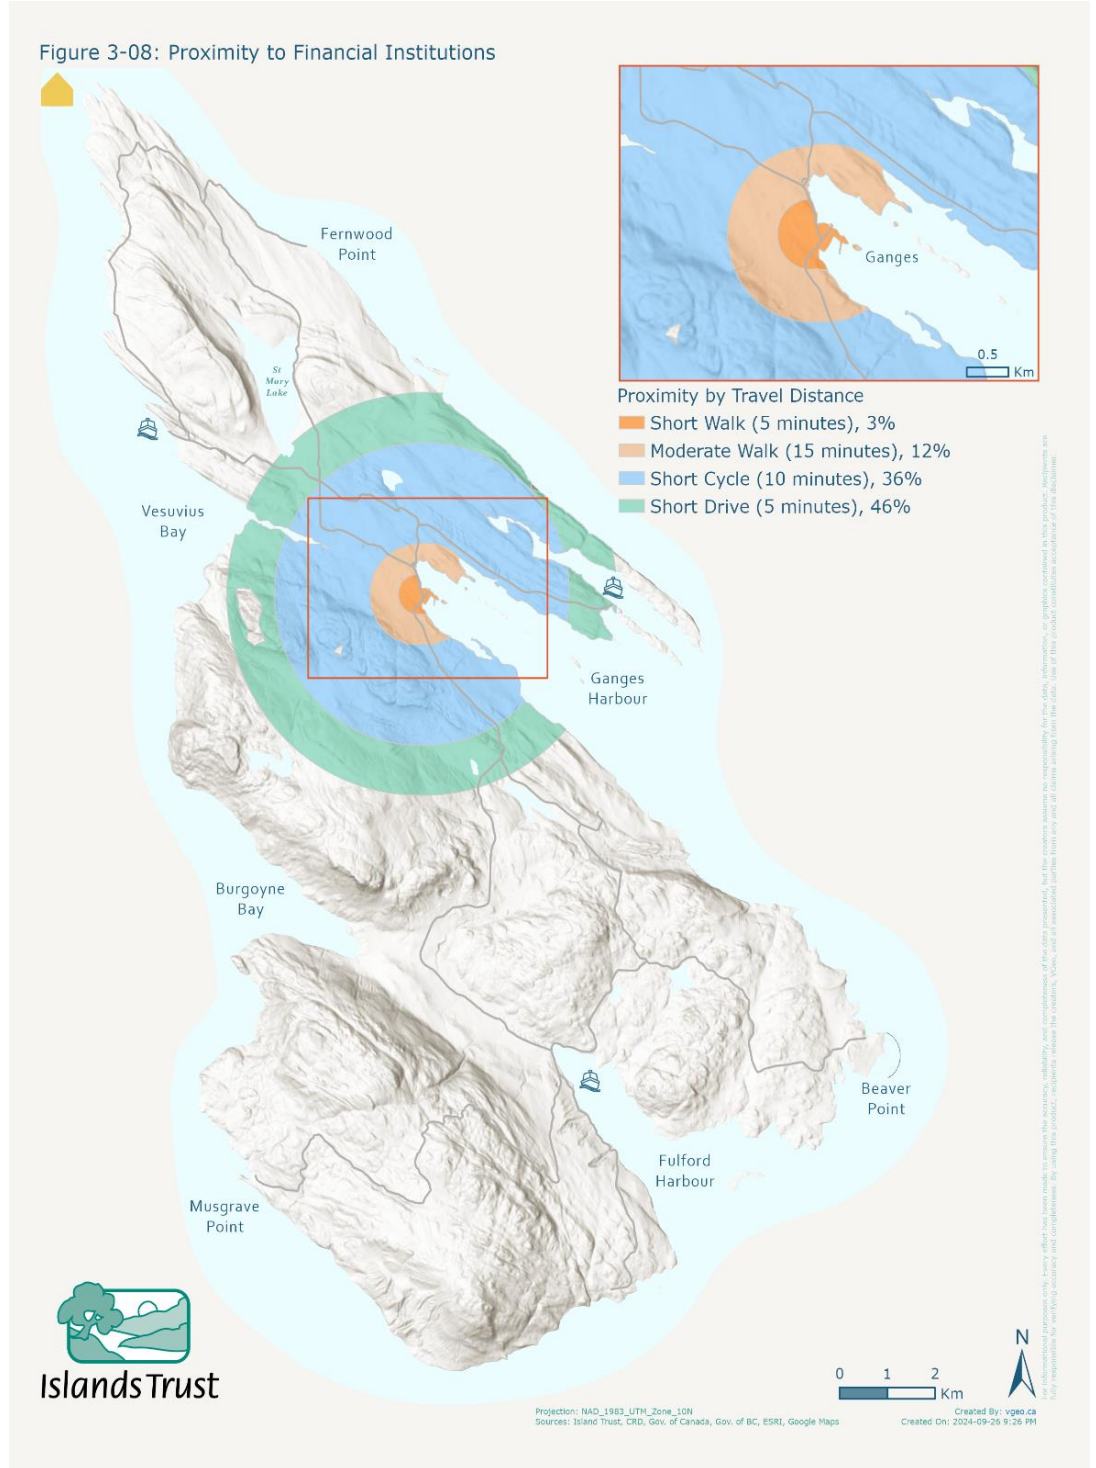 Figure 3-08: Proximity to Financial Institutions
Ganges
0.5
Km
Proximity by Travel Distance
Short Walk (5 minutes), 3%
Moderate Walk (15 minutes), 12%
Short Cycle (10 minutes), 36%
Short Drive (5 minutes), 46%
Fernwood
Point
St
Mary
Lake
Vesuvius
Bay
Ganges
Harbour
Burgoyne
Bay
Beaver
Point
Fulford
Harbour
Musgrave
Point
Islands Trust
N
0 1 2
Km
Projection: NAD_1983_UTM_Zone_10N
Sources: Island Trust, CRD, Gov. of Canada, Gov. of BC, ESRI, Google Maps
Created By: vgeo.ca
Created On: 2024-09-26 9:26 PM